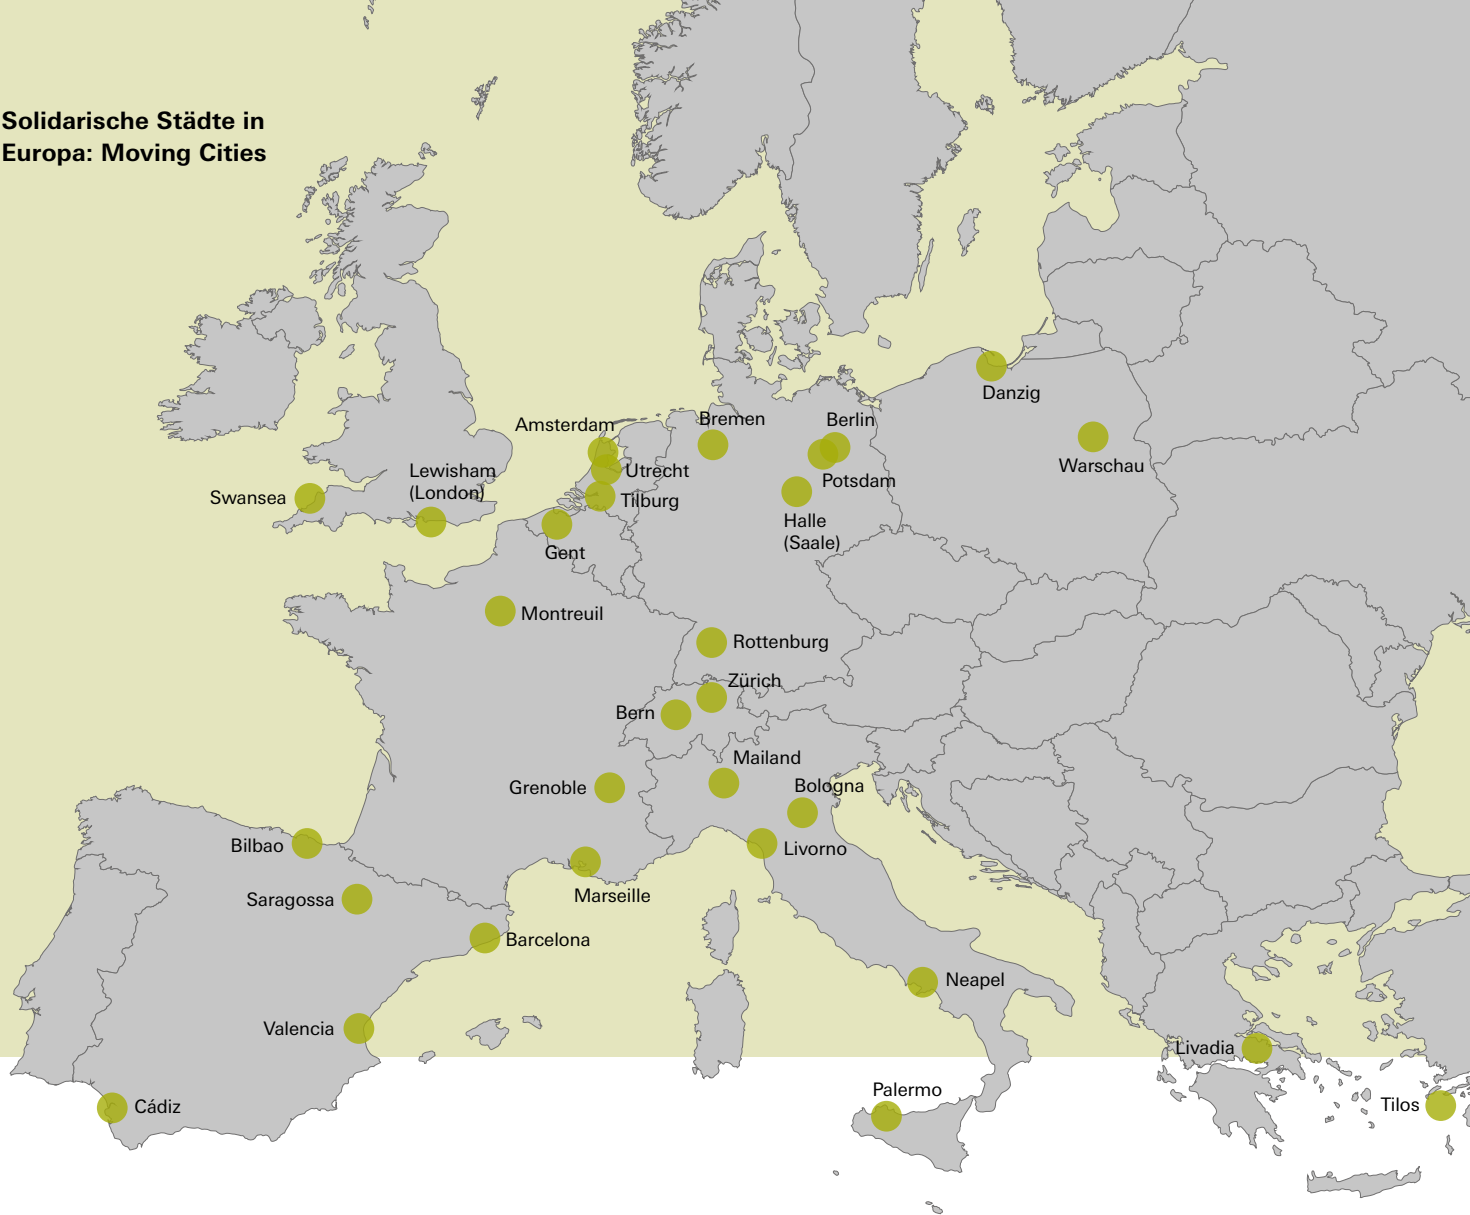 Solidarische Städte in
Europa: Moving Cities
Danzig
Bremen
Berlin
Amsterdam
Warschau
Lewisham
(London)
Utrecht
Potsdam
Swansea
Tilburg
Halle
(Saale)
Gent
Montreuil
Rottenburg
Zürich
Bern
Mailand
Grenoble
Bologna
Bilbao
Livorno
Marseille
Saragossa
Barcelona
Neapel
Valencia
Livadia
Palermo
Cádiz
Tilos